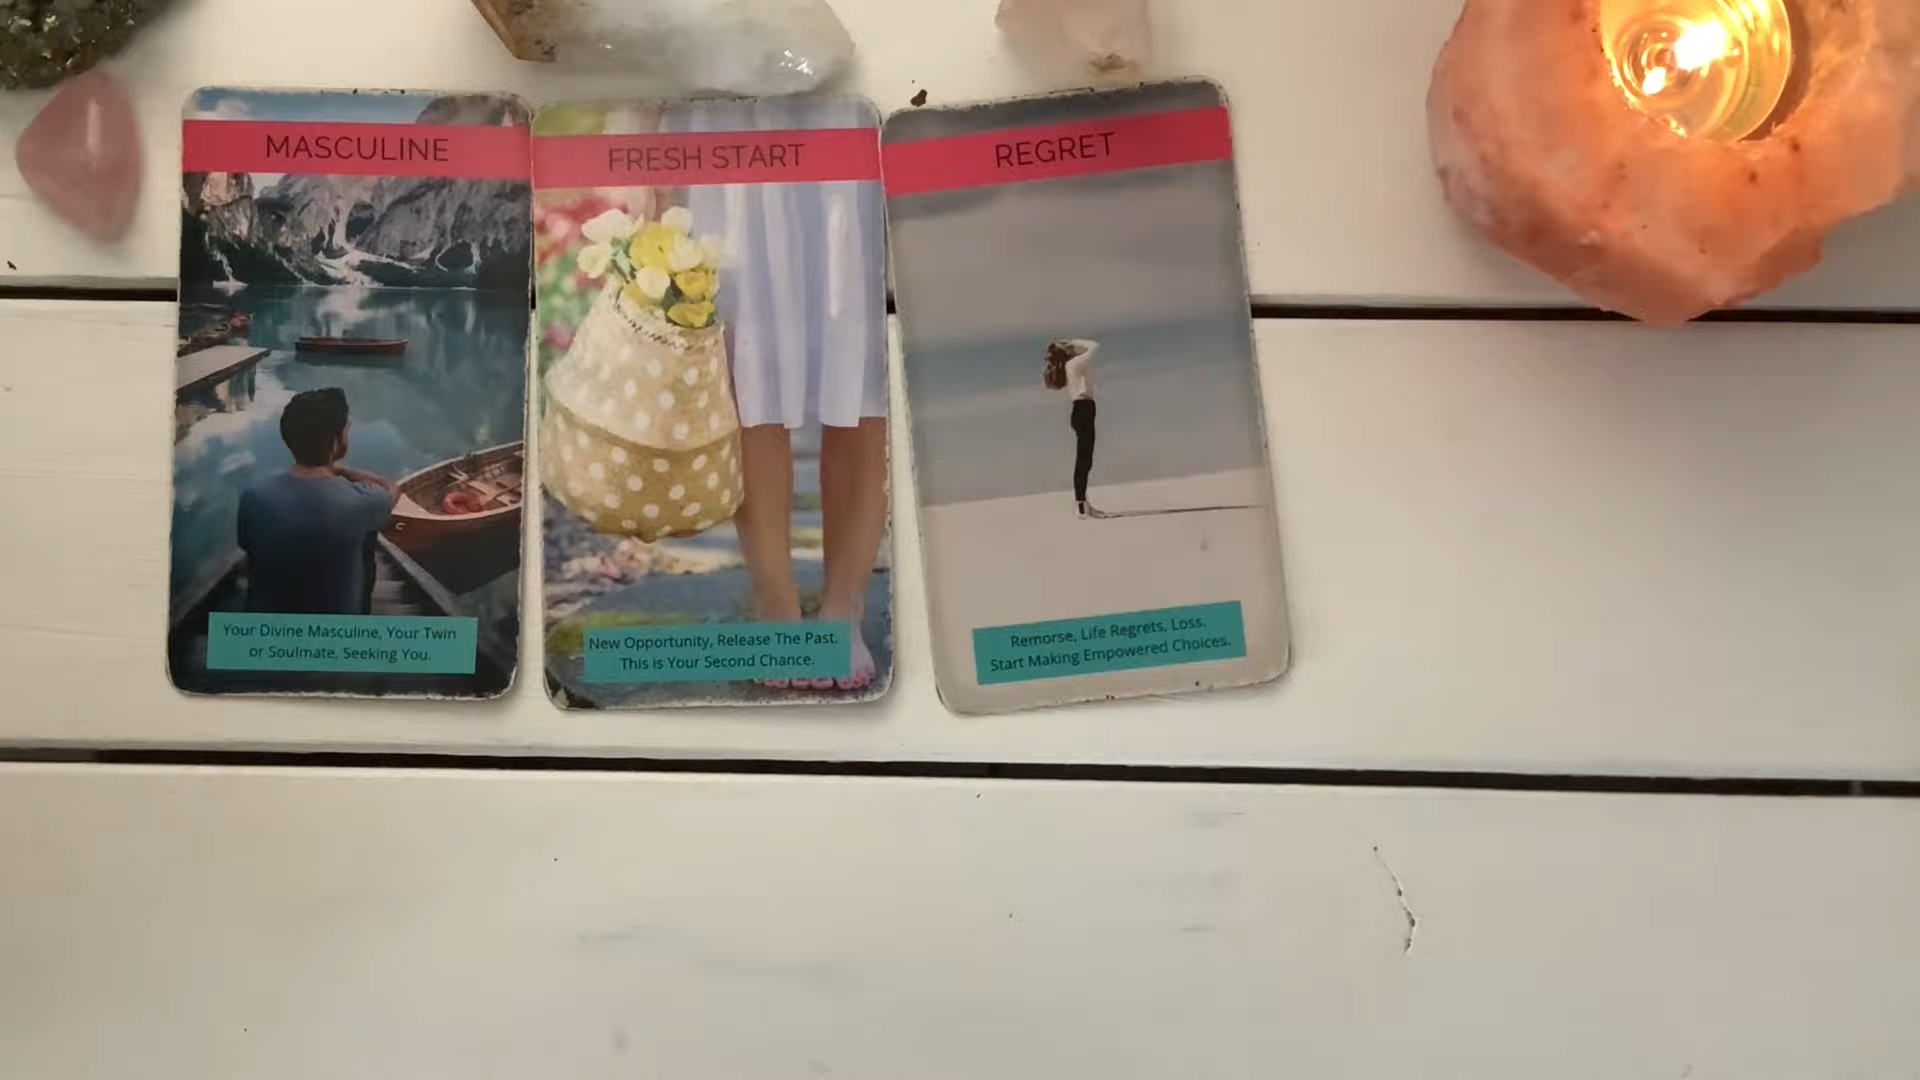 MASCULINE
Your Divine Masculine, Your Twin
or Soulmate, Seeking You.
FRESH START
New Opportunity, Release The Past.
This is Your Second Chance.
REGRET
Remorse, Life Regrets, Loss.
Start Making Empowered Choices.